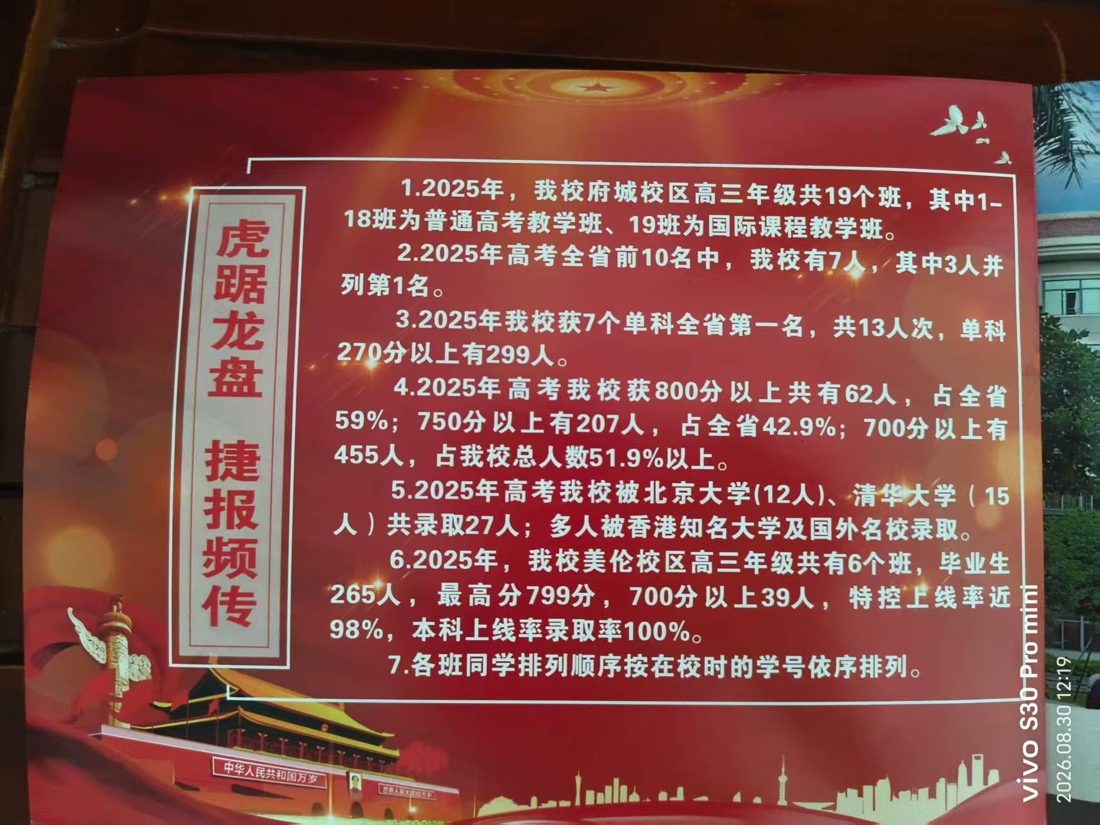 虎踞龙盘 捷报频传
1.2025年，我校府城校区高三年级共19个班，其中1-
18班为普通高考教学班、19班为国际课程教学班。
2.2025年高考全省前10名中，我校有7人，其中3人并
列第1名。
3.2025年我校获7个单科全省第一名，共13人次，单科
270分以上有299人。
4.2025年高考我校获800分以上共有62人，占全省
59%；750分以上有207人，占全省42.9%；700分以上有
455人，占我校总人数51.9%以上。
5.2025年高考我校被北京大学(12人)、清华大学（15
人）共录取27人；多人被香港知名大学及国外名校录取。
6.2025年，我校美伦校区高三年级共有6个班，毕业生
265人，最高分799分，700分以上39人，特控上线率近
98%，本科上线率录取率100%。
7.各班同学排列顺序按在校时的学号依序排列。
中华人民共和国万岁
世界人民大团结万岁
vivo S30 Pro mini
2026.08.30 12:19